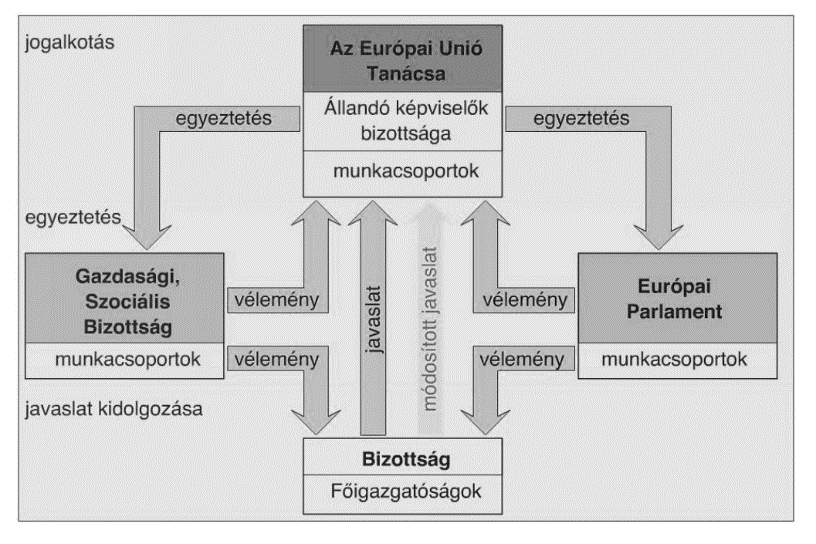 jogalkotás
Az Európai Unió
Tanácsa
Állandó képviselők
bizottsága
munkacsoportok
egyeztetés
egyeztetés
egyeztetés
Gazdasági,
Szociális
Bizottság
munkacsoportok
vélemény
vélemény
javaslat
módosított javaslat
vélemény
vélemény
Európai
Parlament
munkacsoportok
javaslat kidolgozása
Bizottság
Főigazgatóságok